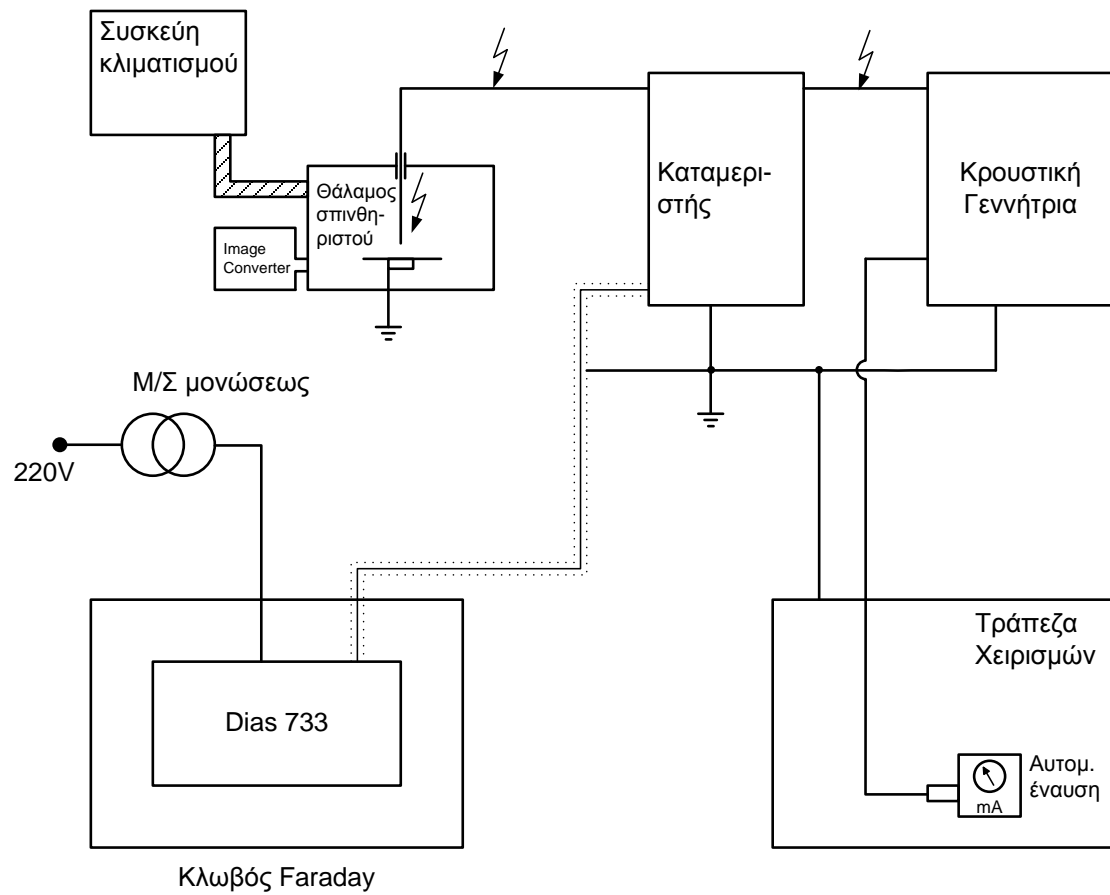 Συσκεύη
κλιματισμού
Θάλαμος
σπινθη-
ριστού
Image
Converter
Καταμερι-
στής
Κρουστική
Γεννήτρια
Μ/Σ μονώσεως
220V
Dias 733
Κλωβός Faraday
Τράπεζα
Χειρισμών
Αυτομ.
έναυση
mA